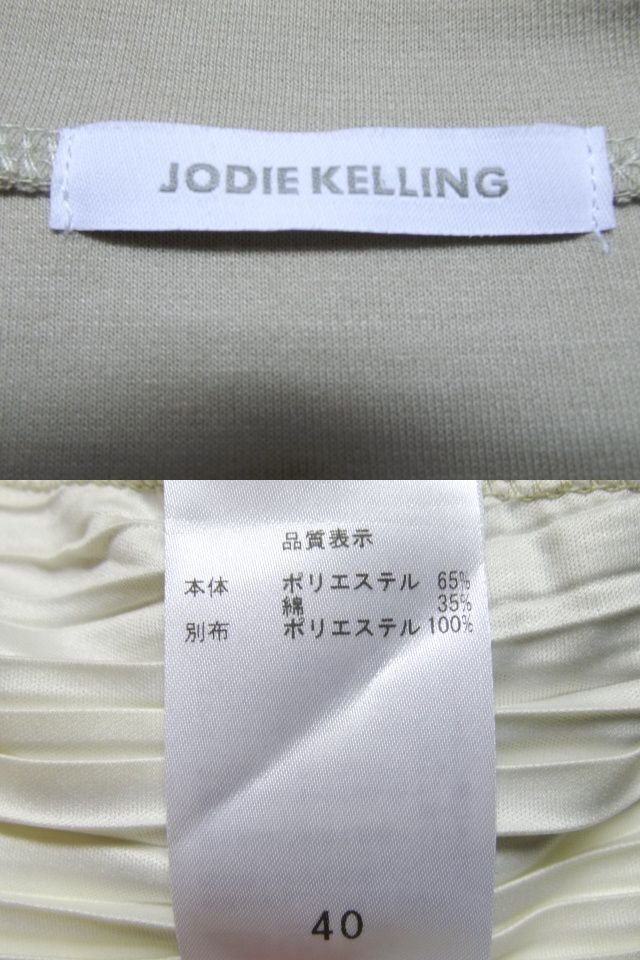 JODIE KELLING
品質表示
本体 ポリエステル 65%
綿 35%
別布 ポリエステル 100%
40